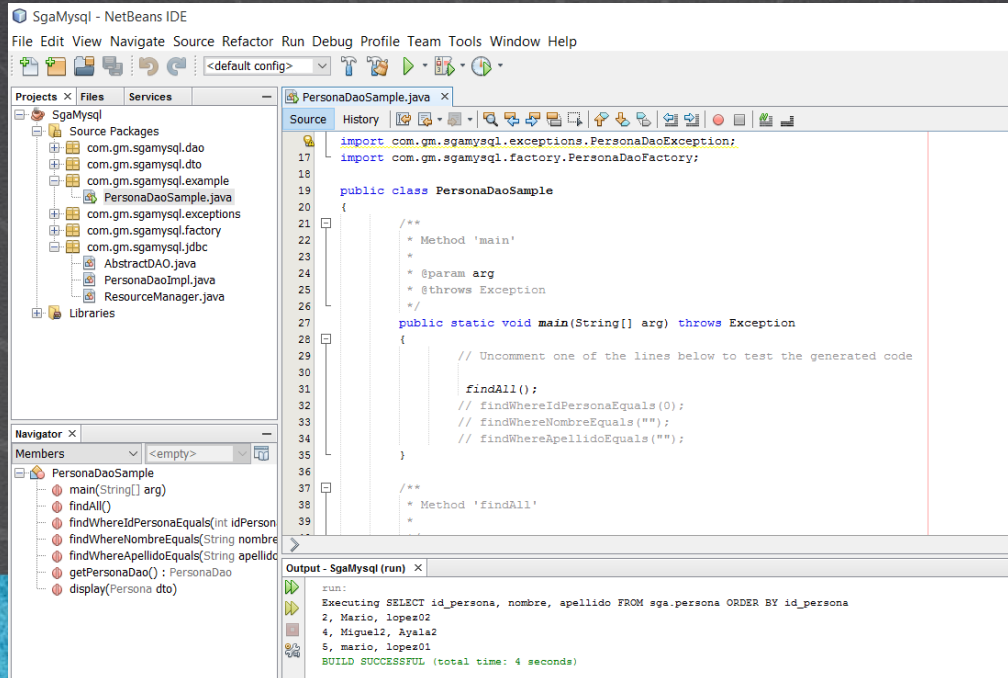 SgaMysql - NetBeans IDE
File Edit View Navigate Source Refactor Run Debug Profile Team Tools Window Help
<default config>
Projects Files Services
SgaMysql
Source Packages
com.gm.sgamysql.dao
com.gm.sgamysql.dto
com.gm.sgamysql.example
PersonaDaoSample.java
com.gm.sgamysql.exceptions
com.gm.sgamysql.factory
com.gm.sgamysql.jdbc
AbstractDAO.java
PersonaDaoImpl.java
ResourceManager.java
Libraries
Navigator
Members <empty>
PersonaDaoSample
main(String[] arg)
findAll()
findWhereIdPersonaEquals(int idPerson
findWhereNombreEquals(String nombre
findWhereApellidoEquals(String apellido
getPersonaDao() : PersonaDao
display(Persona dto)
PersonaDaoSample.java
Source History
import com.gm.sgamysql.exceptions.PersonaDaoException;
17 import com.gm.sgamysql.factory.PersonaDaoFactory;
18
19 public class PersonaDaoSample
20 {
21 /**
22 * Method 'main'
23 *
24 * @param arg
25 * @throws Exception
26 */
27 public static void main(String[] arg) throws Exception
28 {
29 // Uncomment one of the lines below to test the generated code
30
31 findAll();
32 // findWhereIdPersonaEquals(0);
33 // findWhereNombreEquals("");
34 // findWhereApellidoEquals("");
35 }
36
37 /**
38 * Method 'findAll'
39 *
Output - SgaMysql (run)
run:
Executing SELECT id_persona, nombre, apellido FROM sga.persona ORDER BY id_persona
2, Mario, lopez02
4, Miguel2, Ayala2
5, mario, lopez01
BUILD SUCCESSFUL (total time: 4 seconds)